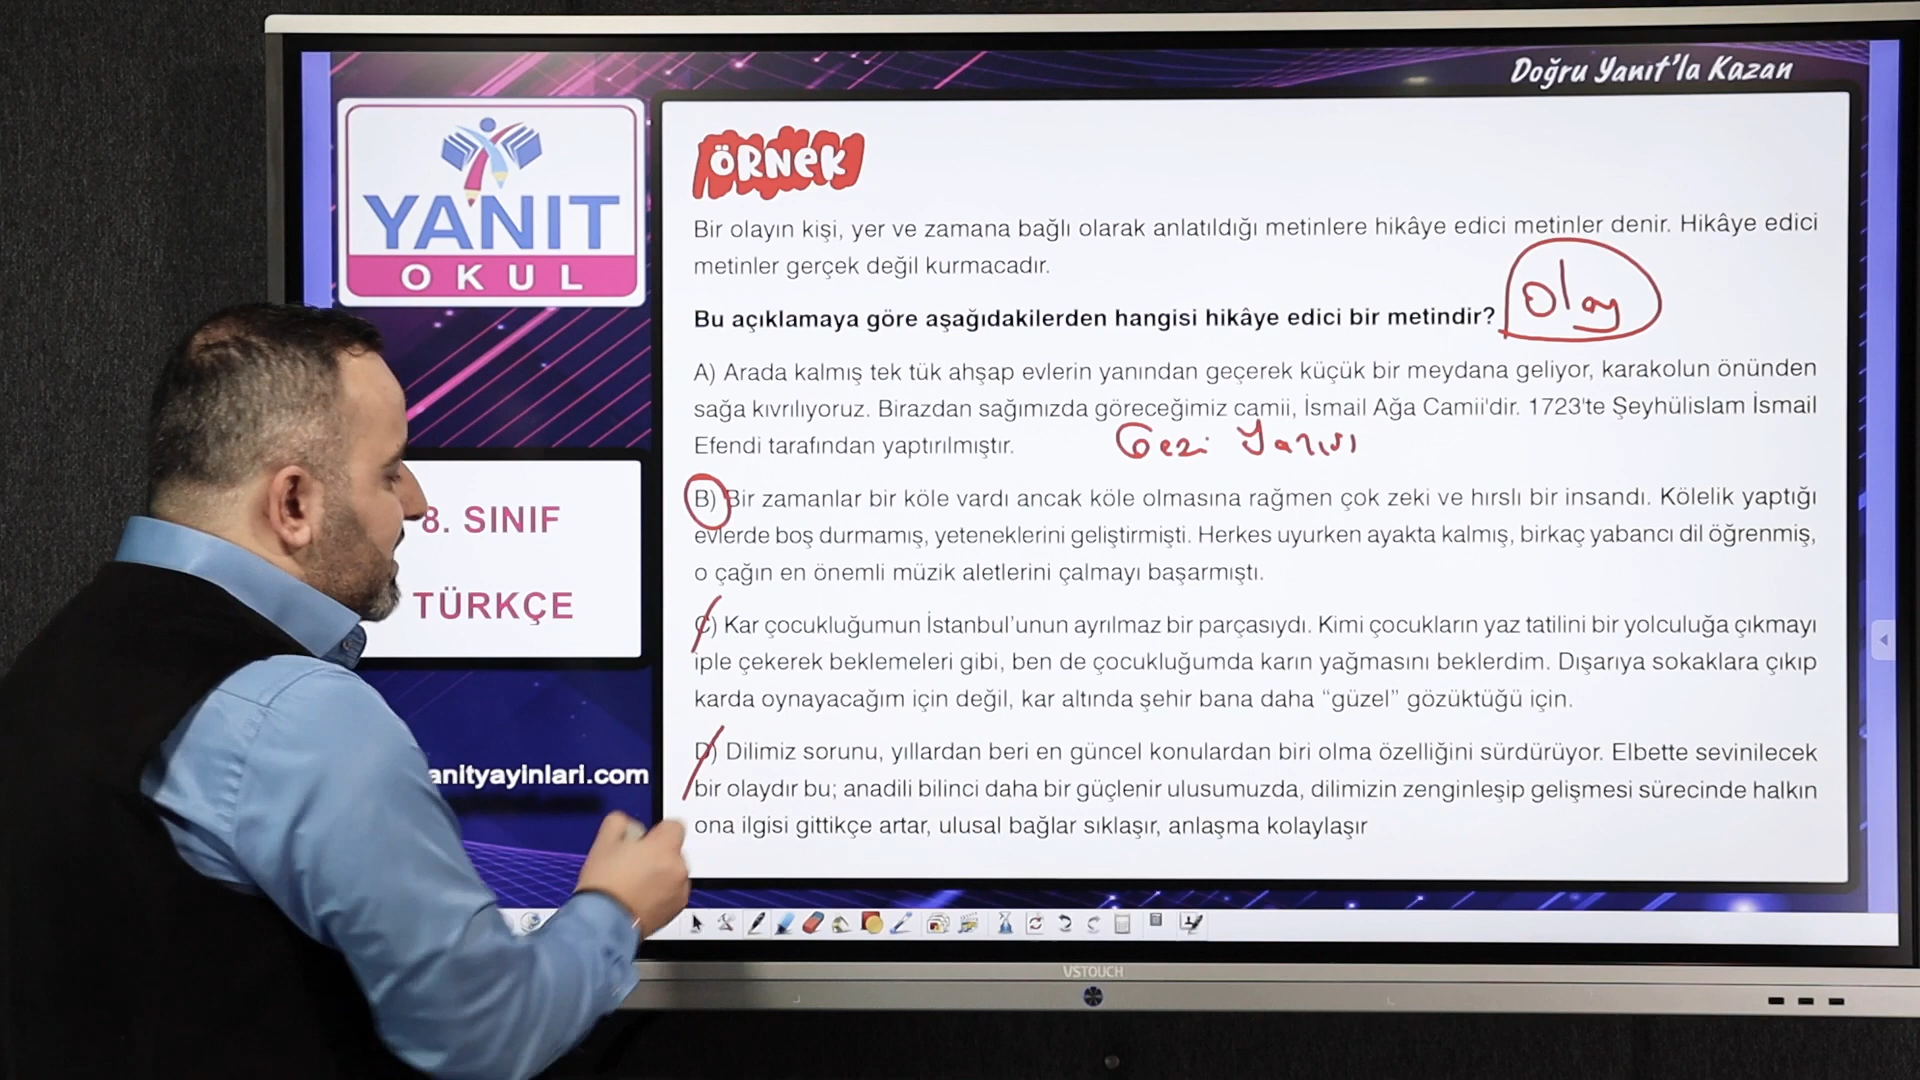 Doğru Yanıt'la Kazan
YANIT
OKUL
8. SINIF
TÜRKÇE
anityayinlari.com
ÖRNeK
Bir olayın kişi, yer ve zamana bağlı olarak anlatıldığı metinlere hikâye edici metinler denir. Hikâye edici
metinler gerçek değil kurmacadır.
Olay
Bu açıklamaya göre aşağıdakilerden hangisi hikâye edici bir metindir?
A) Arada kalmış tek tük ahşap evlerin yanından geçerek küçük bir meydana geliyor, karakolun önünden
sağa kıvrılıyoruz. Birazdan sağımızda göreceğimiz camii, İsmail Ağa Camii'dir. 1723'te Şeyhülislam İsmail
Efendi tarafından yaptırılmıştır.
Gezi Yazısı
B) Bir zamanlar bir köle vardı ancak köle olmasına rağmen çok zeki ve hırslı bir insandı. Kölelik yaptığı
evlerde boş durmamış, yeteneklerini geliştirmişti. Herkes uyurken ayakta kalmış, birkaç yabancı dil öğrenmiş,
o çağın en önemli müzik aletlerini çalmayı başarmıştı.
C) Kar çocukluğumun İstanbul'unun ayrılmaz bir parçasıydı. Kimi çocukların yaz tatilini bir yolculuğa çıkmayı
iple çekerek beklemeleri gibi, ben de çocukluğumda karın yağmasını beklerdim. Dışarıya sokaklara çıkıp
karda oynayacağım için değil, kar altında şehir bana daha “güzel” gözüktüğü için.
D) Dilimiz sorunu, yıllardan beri en güncel konulardan biri olma özelliğini sürdürüyor. Elbette sevinilecek
bir olaydır bu; anadili bilinci daha bir güçlenir ulusumuzda, dilimizin zenginleşip gelişmesi sürecinde halkın
ona ilgisi gittikçe artar, ulusal bağlar sıklaşır, anlaşma kolaylaşır
VSTOUCH